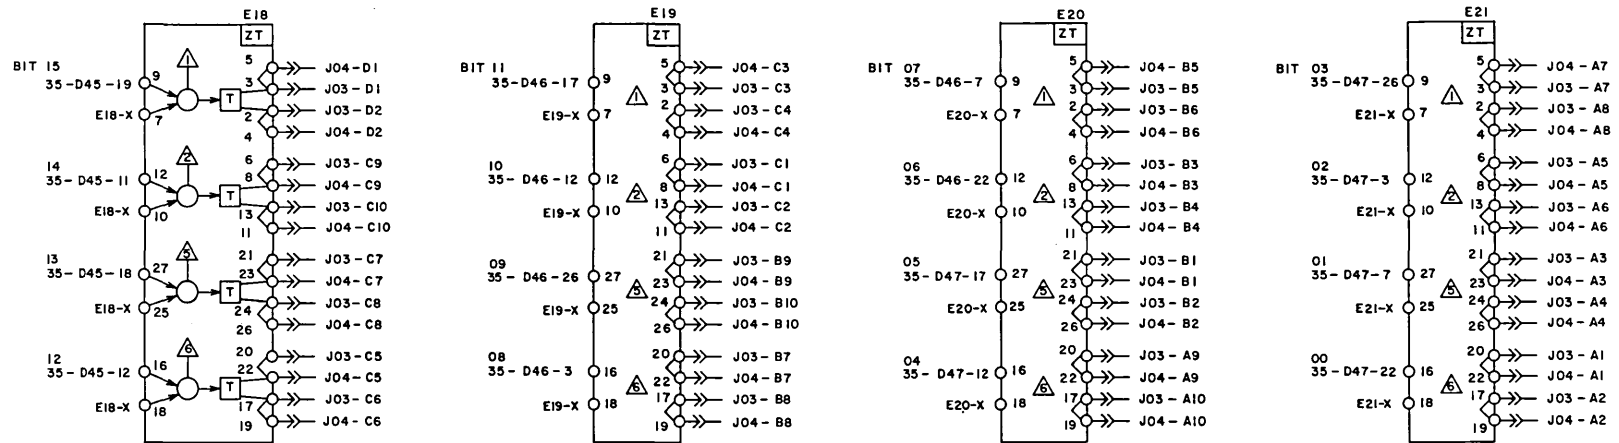 E18
ZT
BIT 15
35-D45-19
9
1
5
J04-D1
3
J03-D1
T
2
J03-D2
E18-X
7
4
J04-D2
14
35-D45-11
12
2
6
J03-C9
8
J04-C9
T
J03-C10
E18-X
10
13
11
J04-C10
13
35-D45-18
27
5
21
J03-C7
23
J04-C7
T
J03-C8
E18-X
25
24
26
J04-C8
12
35-D45-12
16
6
20
J03-C5
22
J04-C5
T
J03-C6
E18-X
18
17
19
J04-C6
E19
ZT
BIT 11
35-D46-17
9
1
5
J04-C3
3
J03-C3
2
J03-C4
E19-X
7
4
J04-C4
10
35-D46-12
12
2
6
J03-C1
8
J04-C1
13
J03-C2
E19-X
10
11
J04-C2
09
35-D46-26
27
5
21
J03-B9
23
J04-B9
24
J03-B10
E19-X
25
26
J04-B10
08
35-D46-3
16
6
20
J03-B7
22
J04-B7
17
J03-B8
E19-X
18
19
J04-B8
E20
ZT
BIT 07
35-D46-7
9
1
5
J04-B5
3
J03-B5
2
J03-B6
E20-X
7
4
J04-B6
06
35-D46-22
12
2
6
J03-B3
8
J04-B3
13
J03-B4
E20-X
10
11
J04-B4
05
35-D47-17
27
5
21
J03-B1
23
J04-B1
24
J03-B2
E20-X
25
26
J04-B2
04
35-D47-12
16
6
20
J03-A9
22
J04-A9
17
J03-A10
E20-X
18
19
J04-A10
E21
ZT
BIT 03
35-D47-26
9
1
5
J04-A7
3
J03-A7
2
J03-A8
E21-X
7
4
J04-A8
02
35-D47-3
12
2
6
J03-A5
8
J04-A5
13
J03-A6
E21-X
10
11
J04-A6
01
35-D47-7
27
5
21
J03-A3
23
J04-A3
24
J03-A4
E21-X
25
26
J04-A4
00
35-D47-22
16
6
20
J03-A1
22
J04-A1
17
J03-A2
E21-X
18
19
J04-A2